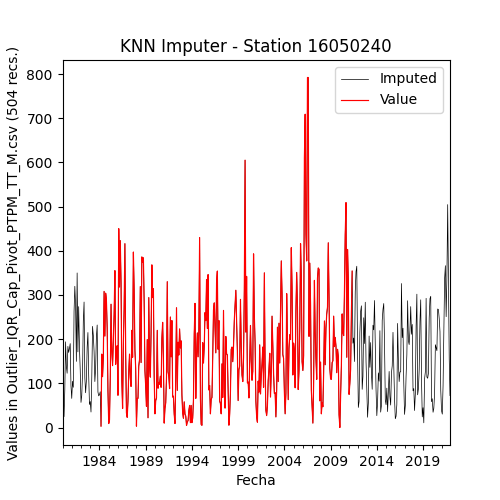 KNN Imputer - Station 16050240
Imputed
Value
Values in Outlier_IQR_Cap_Pivot_PTPM_TT_M.csv (504 recs.)
800
700
600
500
400
300
200
100
0
1984 1989 1994 1999 2004 2009 2014 2019
Fecha